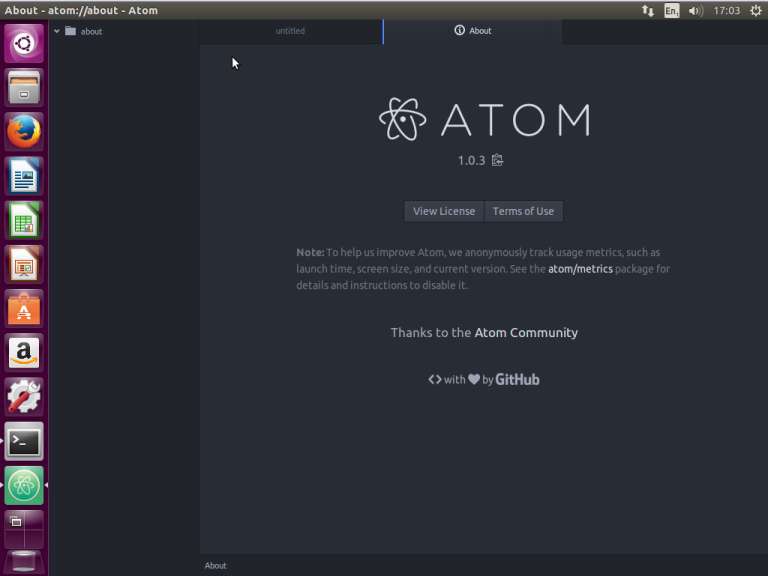 About - atom://about - Atom
En
17:03
about
untitled
About
ATOM
1.0.3
View License
Terms of Use
Note: To help us improve Atom, we anonymously track usage metrics, such as
launch time, screen size, and current version. See the atom/metrics package for
details and instructions to disable it.
Thanks to the Atom Community
with by GitHub
About